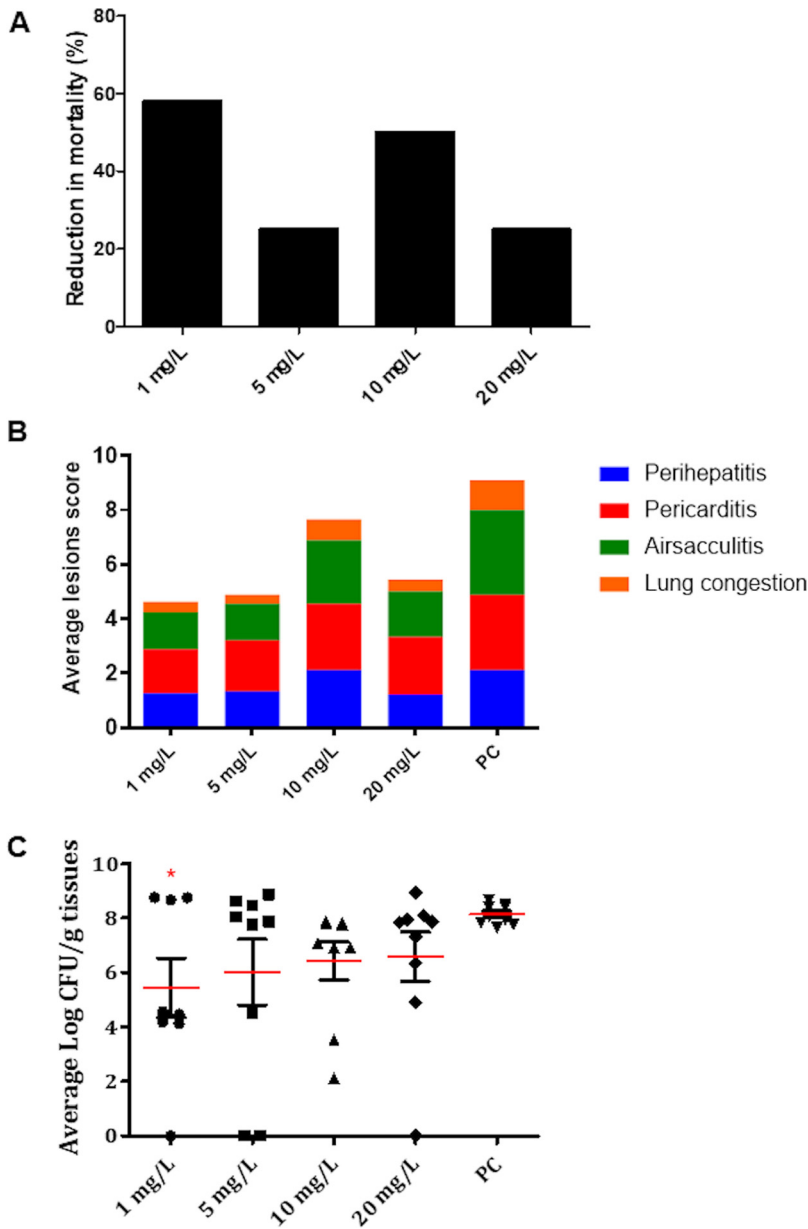 A
Reduction in mortality (%)
80
60
40
20
0
1 mg/L
5 mg/L
10 mg/L
20 mg/L
B
Average lesions score
10
8
6
4
2
0
1 mg/L
5 mg/L
10 mg/L
20 mg/L
PC
Perihepatitis
Pericarditis
Airsacculitis
Lung congestion
C
Average Log CFU/g tissues
10
8
6
4
2
0
*
1 mg/L
5 mg/L
10 mg/L
20 mg/L
PC